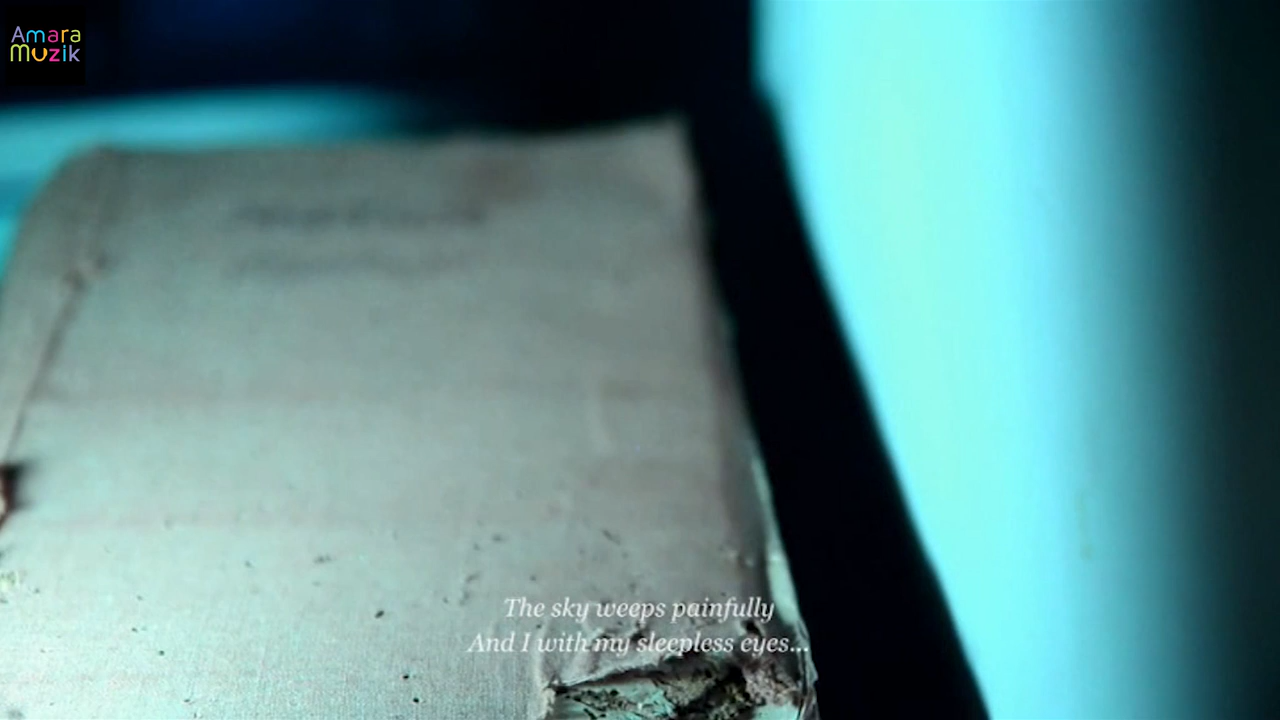 Amara
Muzik
The sky weeps painfully
And I with my sleepless eyes...